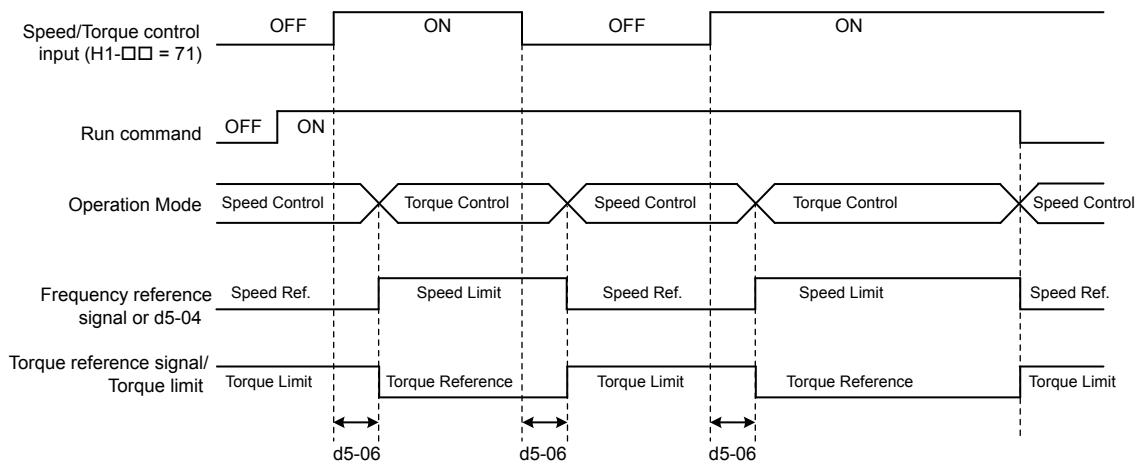 Speed/Torque control
input (H1-□□ = 71)
OFF ON OFF ON
Run command
OFF ON
Operation Mode
Speed Control Torque Control Speed Control Torque Control Speed Control
Frequency reference
signal or d5-04
Speed Ref. Speed Limit Speed Ref. Speed Limit Speed Ref.
Torque reference signal/
Torque limit
Torque Limit Torque Reference Torque Limit Torque Reference Torque Limit
d5-06 d5-06 d5-06